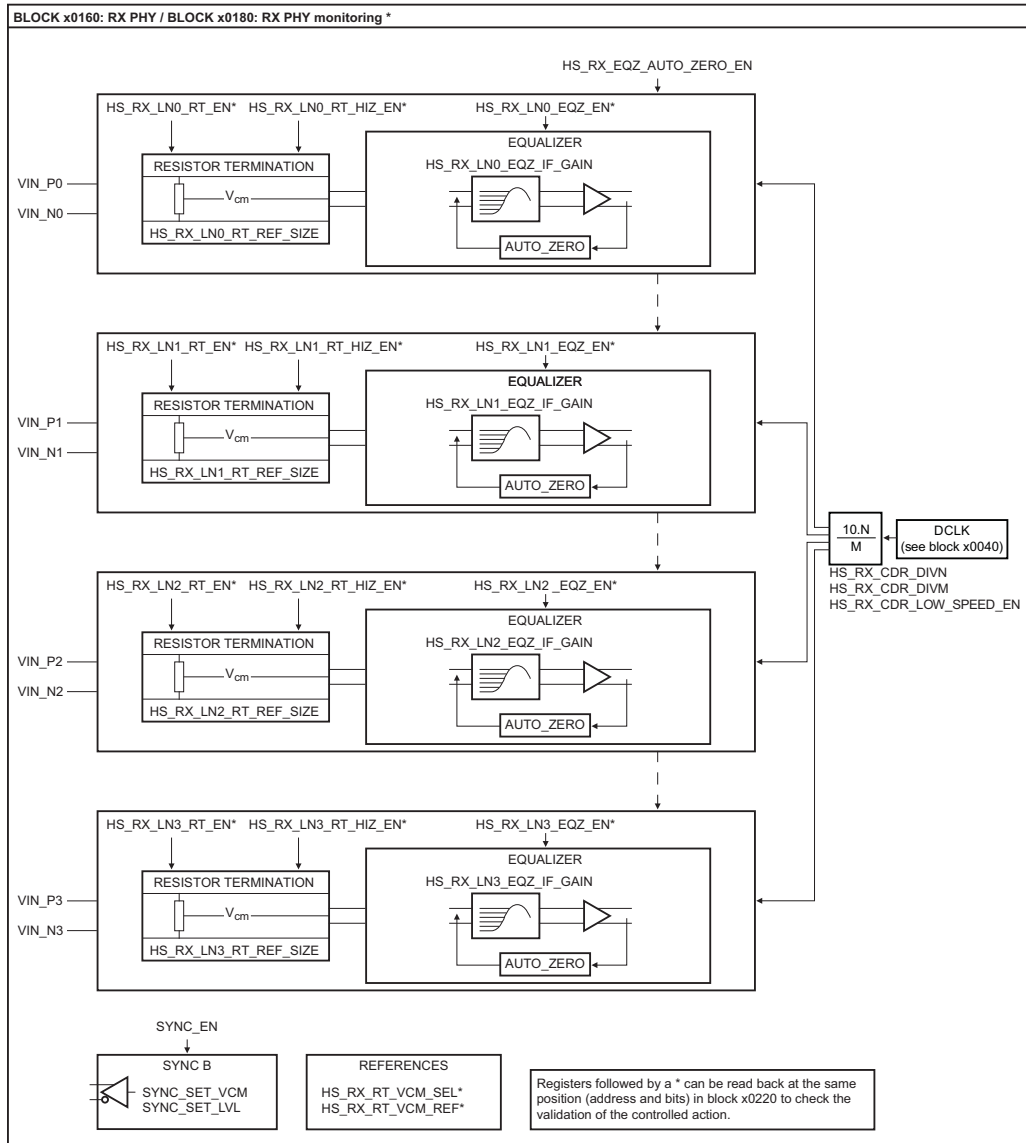 BLOCK x0160: RX PHY / BLOCK x0180: RX PHY monitoring *
HS_RX_EQZ_AUTO_ZERO_EN
HS_RX_LN0_RT_EN* HS_RX_LN0_RT_HIZ_EN* HS_RX_LN0_EQZ_EN*
EQUALIZER
RESISTOR TERMINATION
HS_RX_LN0_EQZ_IF_GAIN
VIN_P0
Vcm
VIN_N0
HS_RX_LN0_RT_REF_SIZE
AUTO_ZERO
HS_RX_LN1_RT_EN* HS_RX_LN1_RT_HIZ_EN* HS_RX_LN1_EQZ_EN*
EQUALIZER
RESISTOR TERMINATION
HS_RX_LN1_EQZ_IF_GAIN
VIN_P1
Vcm
VIN_N1
HS_RX_LN1_RT_REF_SIZE
AUTO_ZERO
10.N
M
DCLK
(see block x0040)
HS_RX_CDR_DIVN
HS_RX_CDR_DIVM
HS_RX_CDR_LOW_SPEED_EN
HS_RX_LN2_RT_EN* HS_RX_LN2_RT_HIZ_EN* HS_RX_LN2 _EQZ_EN*
EQUALIZER
RESISTOR TERMINATION
HS_RX_LN2_EQZ_IF_GAIN
VIN_P2
Vcm
VIN_N2
HS_RX_LN2_RT_REF_SIZE
AUTO_ZERO
HS_RX_LN3_RT_EN* HS_RX_LN3_RT_HIZ_EN* HS_RX_LN3_EQZ_EN*
EQUALIZER
RESISTOR TERMINATION
HS_RX_LN3_EQZ_IF_GAIN
VIN_P3
Vcm
VIN_N3
HS_RX_LN3_RT_REF_SIZE
AUTO_ZERO
SYNC_EN
SYNC B
SYNC_SET_VCM
SYNC_SET_LVL
REFERENCES
HS_RX_RT_VCM_SEL*
HS_RX_RT_VCM_REF*
Registers followed by a * can be read back at the same
position (address and bits) in block x0220 to check the
validation of the controlled action.